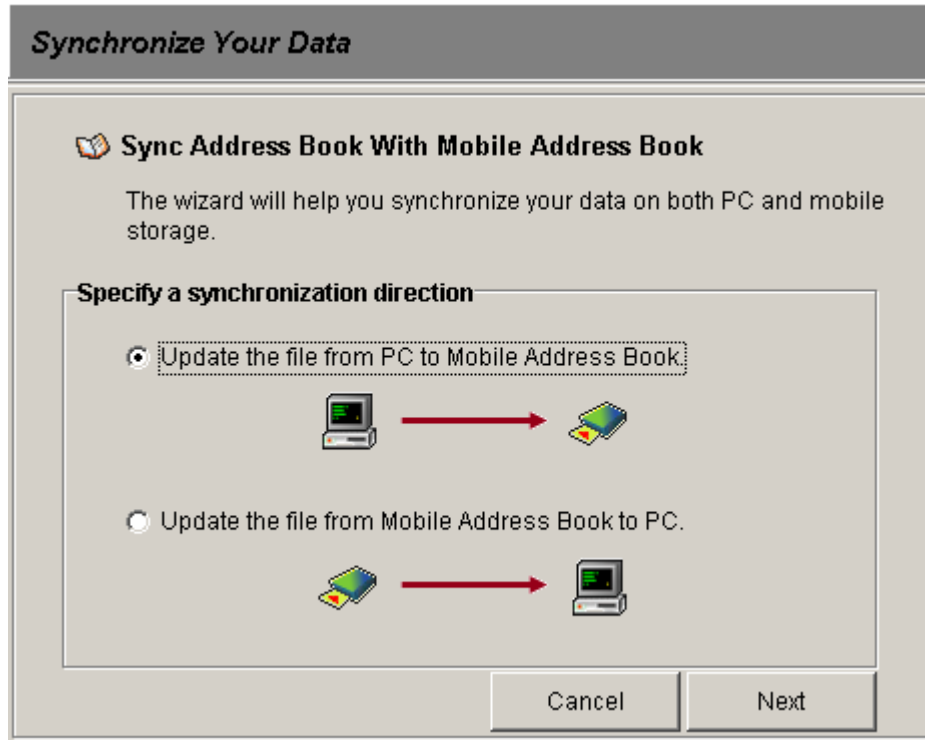 Synchronize Your Data
Sync Address Book With Mobile Address Book
The wizard will help you synchronize your data on both PC and mobile
storage.
Specify a synchronization direction
Update the file from PC to Mobile Address Book.
Update the file from Mobile Address Book to PC.
Cancel Next